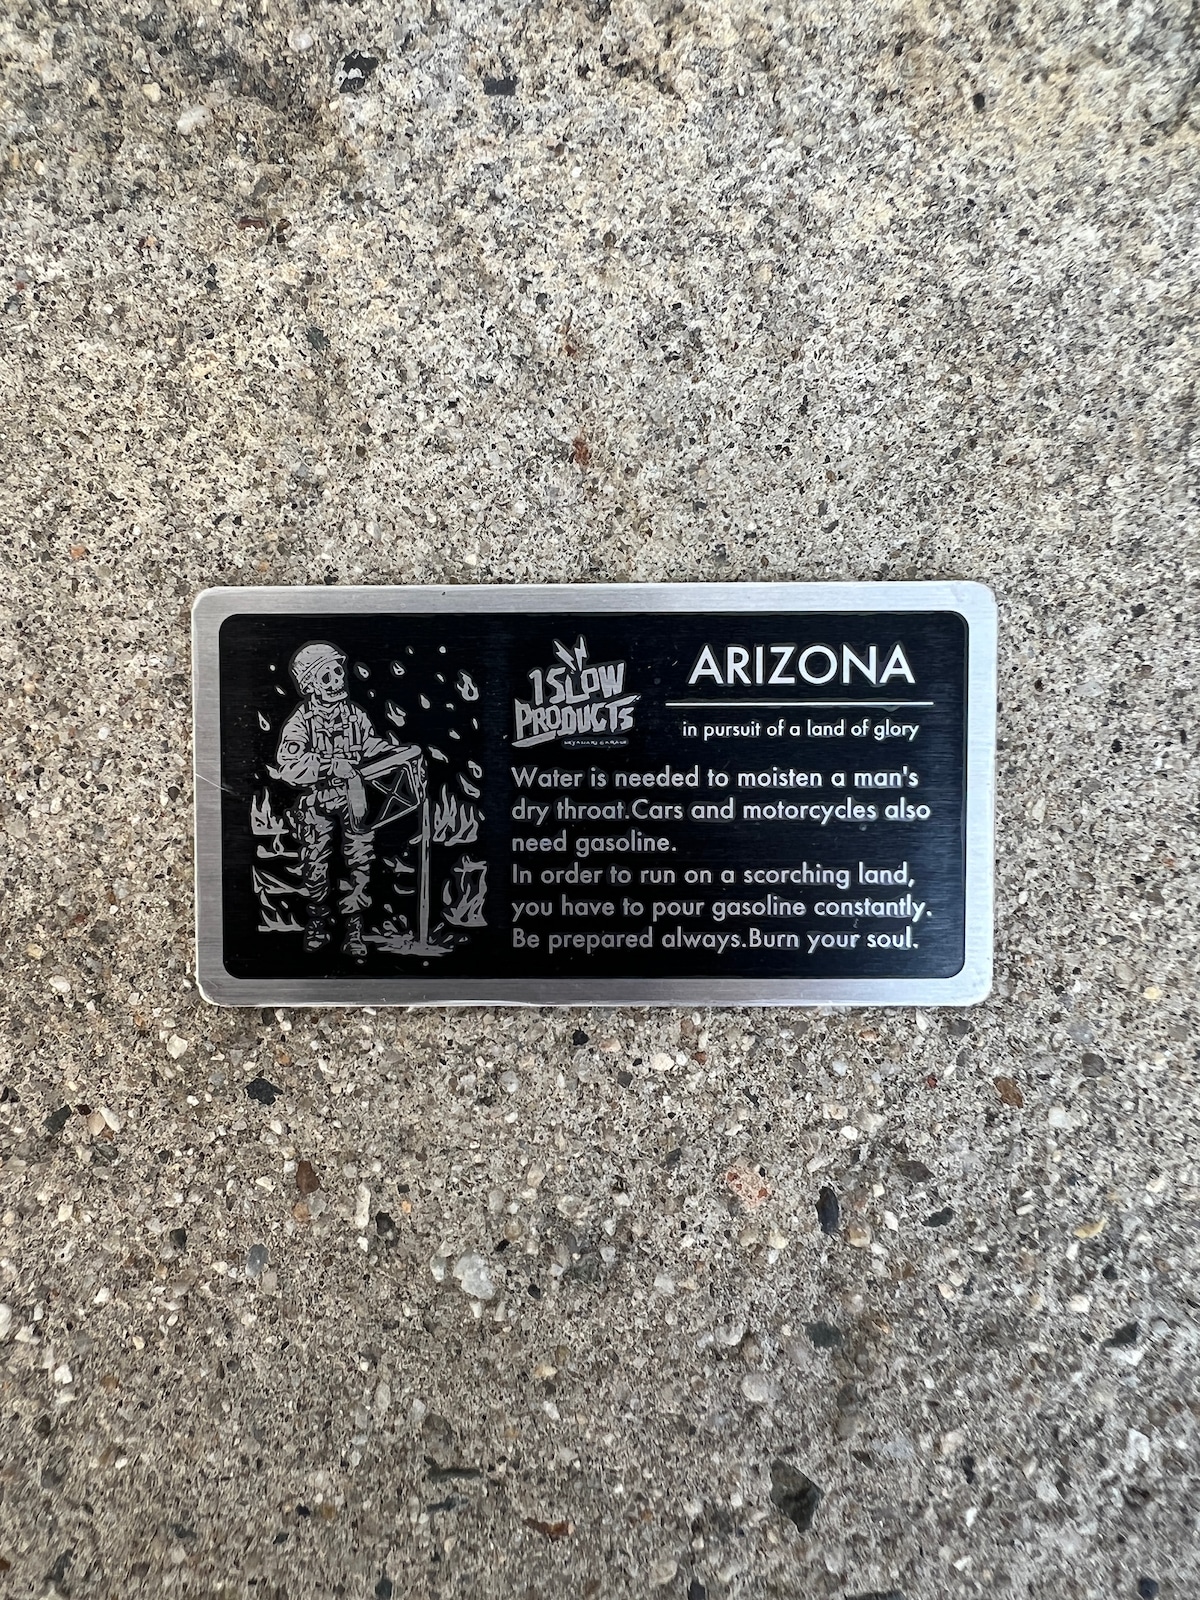 1 SLOW
PRODUCTS
ARIZONA
in pursuit of a land of glory
Water is needed to moisten a man's
dry throat.Cars and motorcycles also
need gasoline.
In order to run on a scorching land,
you have to pour gasoline constantly.
Be prepared always.Burn your soul.